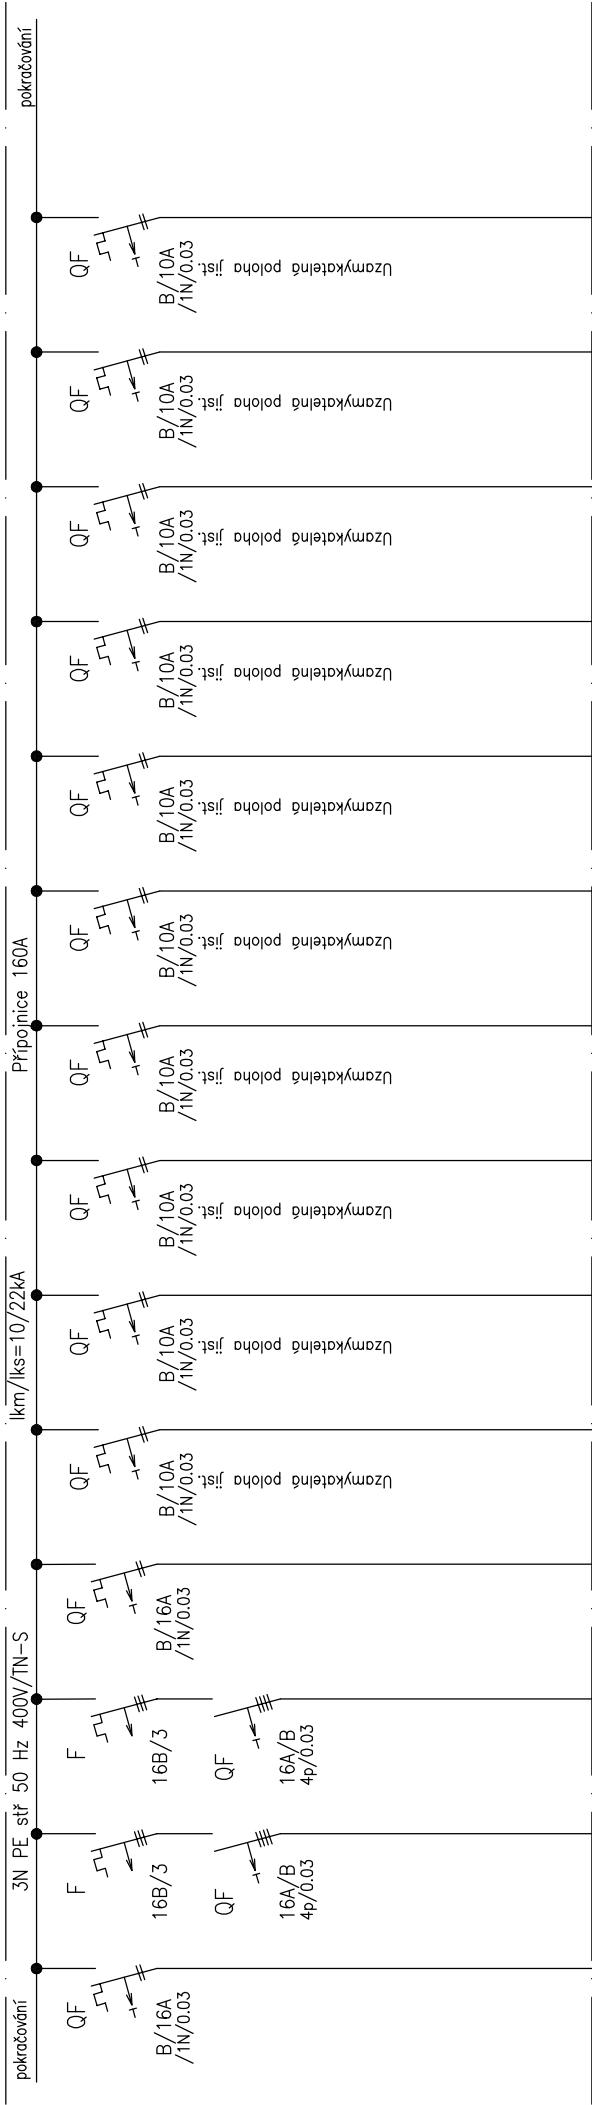 pokračování
3N PE stř 50 Hz 400V/TN-S
Ikm/Iks=10/22kA
Přípojnice 160A
pokračování
QF
B/16A
/1N/0.03
F
16B/3
QF
16A/B
4p/0.03
F
16B/3
QF
16A/B
4p/0.03
QF
B/16A
/1N/0.03
QF
B/10A
/1N/0.03
Uzamykatelná poloha jist.
QF
B/10A
/1N/0.03
Uzamykatelná poloha jist.
QF
B/10A
/1N/0.03
Uzamykatelná poloha jist.
QF
B/10A
/1N/0.03
Uzamykatelná poloha jist.
QF
B/10A
/1N/0.03
Uzamykatelná poloha jist.
QF
B/10A
/1N/0.03
Uzamykatelná poloha jist.
QF
B/10A
/1N/0.03
Uzamykatelná poloha jist.
QF
B/10A
/1N/0.03
Uzamykatelná poloha jist.
QF
B/10A
/1N/0.03
Uzamykatelná poloha jist.
QF
B/10A
/1N/0.03
Uzamykatelná poloha jist.